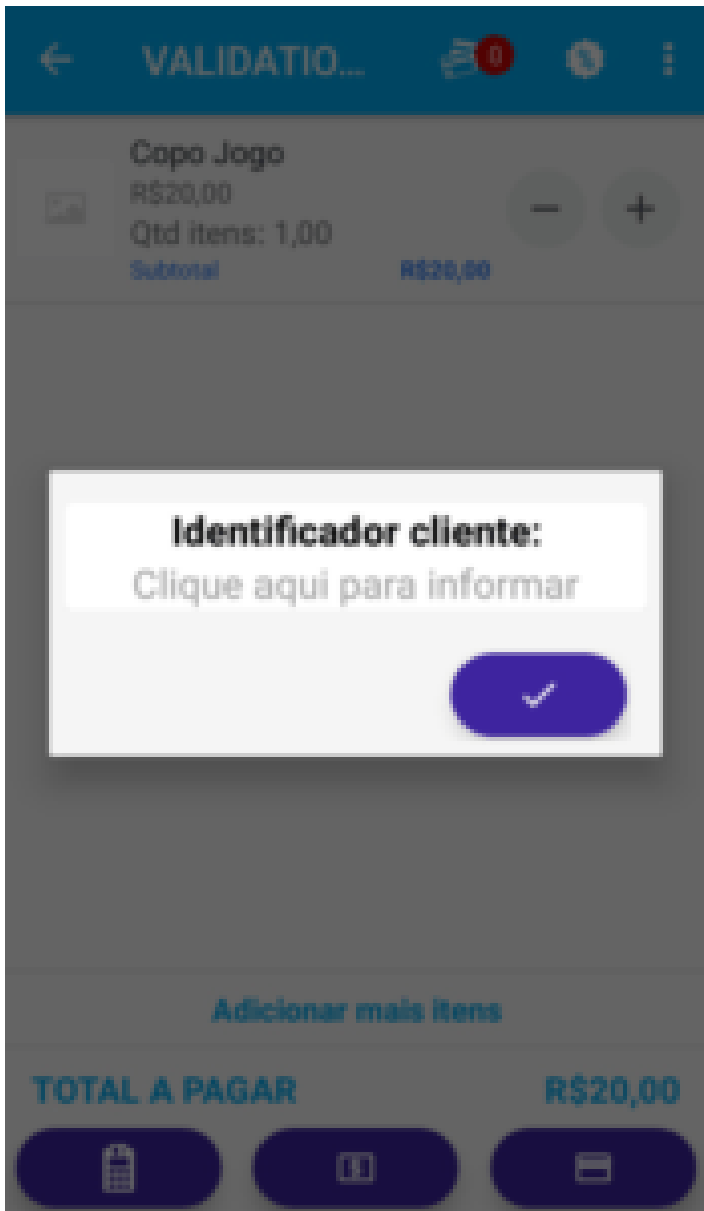 VALIDATIO...
0
Copo Jogo
R$20,00
Qtd itens: 1,00
Subtotal R$20,00
Identificador cliente:
Clique aqui para informar
Adicionar mais itens
TOTAL A PAGAR R$20,00